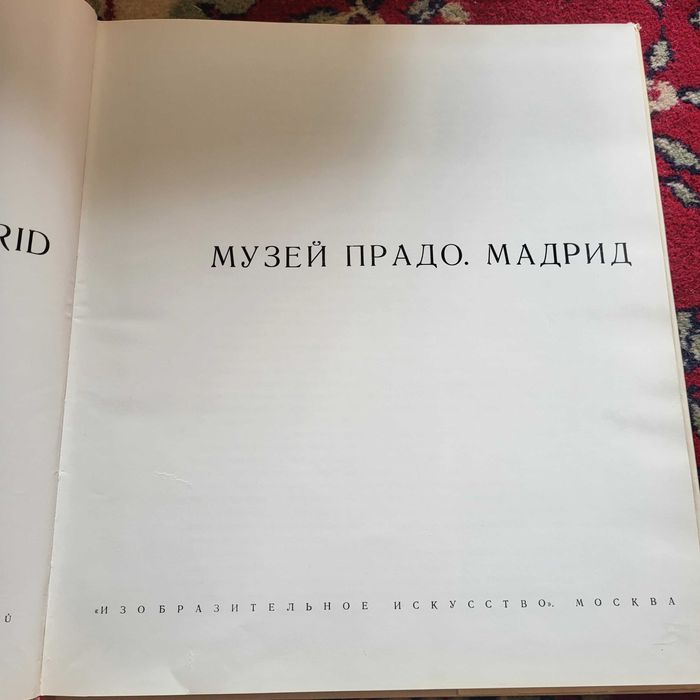 RID
МУЗЕЙ ПРАДО. МАДРИД
«ИЗОБРАЗИТЕЛЬНОЕ ИСКУССТВО». МОСКВА